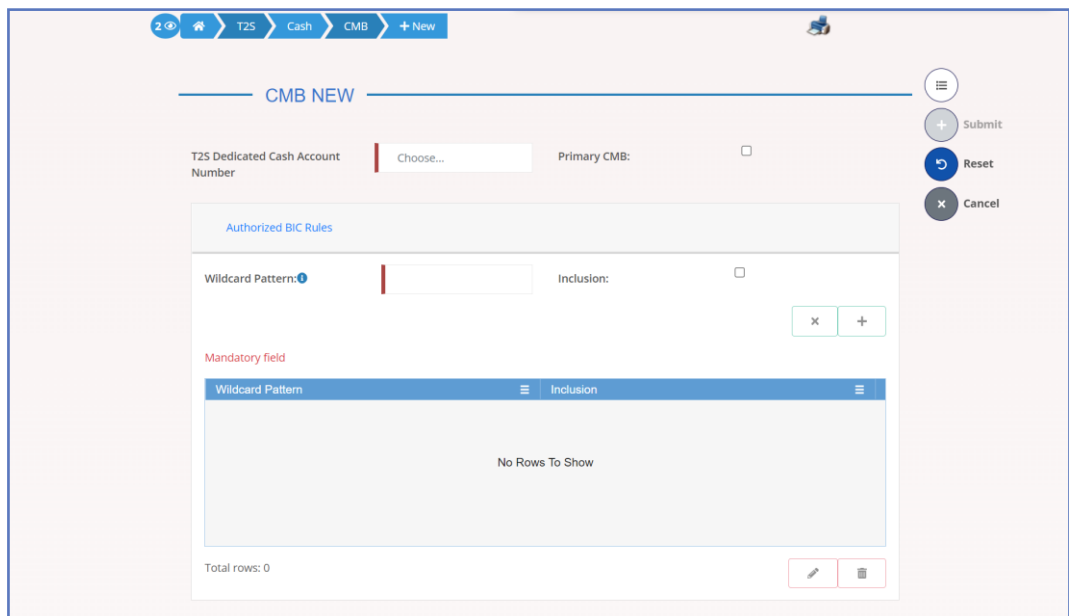 2
T2S
Cash
CMB
+ New
CMB NEW
T2S Dedicated Cash Account
Number
Choose...
Primary CMB:
Submit
Reset
Cancel
Authorized BIC Rules
Wildcard Pattern:
Inclusion:
Mandatory field
Wildcard Pattern
Inclusion
No Rows To Show
Total rows: 0